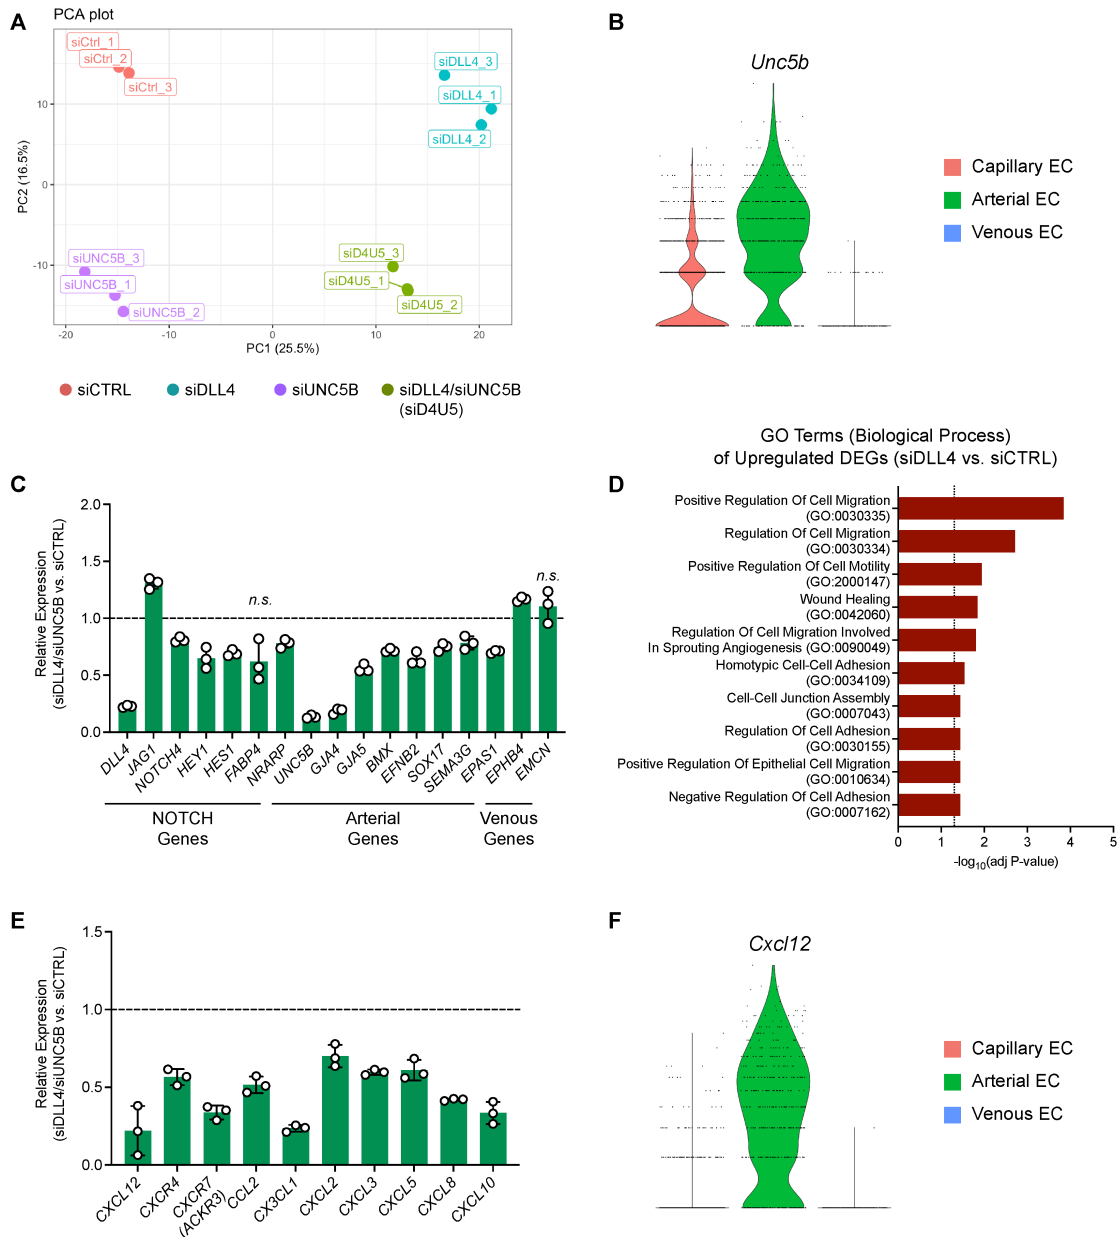 A
PCA plot
siCtrl_1
siCtrl_2
siCtrl_3
siDLL4_3
siDLL4_1
siDLL4_2
siUNC5B_3
siUNC5B_1
siUNC5B_2
siD4U5_3
siD4U5_1
siD4U5_2
PC2 (16.5%)
10
0
-10
-20
-10
0
10
20
PC1 (25.5%)
siCTRL
siDLL4
siUNC5B
siDLL4/siUNC5B
(siD4U5)
B
Unc5b
Capillary EC
Arterial EC
Venous EC
C
Relative Expression
(siDLL4/siUNC5B vs. siCTRL)
2.0
1.5
1.0
0.5
0.0
n.s.
n.s.
DLL4
JAG1
NOTCH4
HEY1
HES1
FABP4
NRARP
UNC5B
GJA4
GJA5
BMX
EFNB2
SOX17
SEMA3G
EPAS1
EPHB4
EMCN
NOTCH
Genes
Arterial
Genes
Venous
Genes
D
GO Terms (Biological Process)
of Upregulated DEGs (siDLL4 vs. siCTRL)
Positive Regulation Of Cell Migration
(GO:0030335)
Regulation Of Cell Migration
(GO:0030334)
Positive Regulation Of Cell Motility
(GO:2000147)
Wound Healing
(GO:0042060)
Regulation Of Cell Migration Involved
In Sprouting Angiogenesis (GO:0090049)
Homotypic Cell-Cell Adhesion
(GO:0034109)
Cell-Cell Junction Assembly
(GO:0007043)
Regulation Of Cell Adhesion
(GO:0030155)
Positive Regulation Of Epithelial Cell Migration
(GO:0010634)
Negative Regulation Of Cell Adhesion
(GO:0007162)
0
1
2
3
4
5
-log10(adj P-value)
E
Relative Expression
(siDLL4/siUNC5B vs. siCTRL)
1.5
1.0
0.5
0.0
CXCL12
CXCR4
CXCR7
(ACKR3)
CCL2
CX3CL1
CXCL2
CXCL3
CXCL5
CXCL8
CXCL10
F
Cxcl12
Capillary EC
Arterial EC
Venous EC